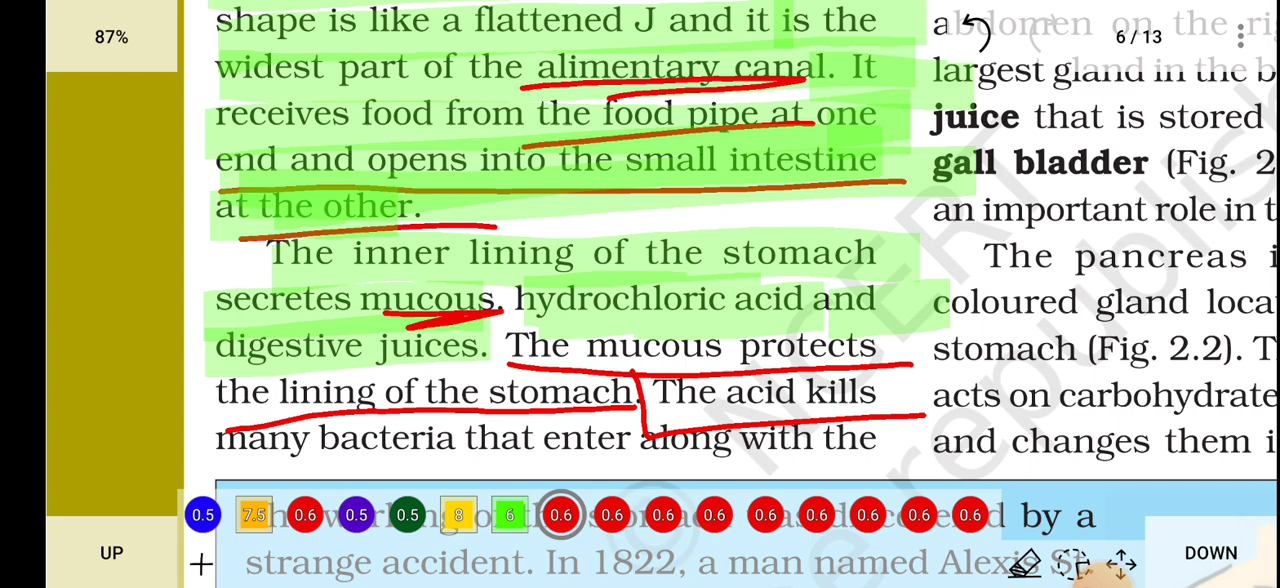 87%
6 / 13
shape is like a flattened J and it is the
widest part of the alimentary canal. It
receives food from the food pipe at one
end and opens into the small intestine
at the other.
The inner lining of the stomach
secretes mucous, hydrochloric acid and
digestive juices. The mucous protects
the lining of the stomach. The acid kills
many bacteria that enter along with the
abdomen on the
largest gland in the
juice that is stored
gall bladder (Fig. 2
an important role in
The pancreas
coloured gland
stomach (Fig. 2.2).
acts on
and changes them
NCERT
©
republish
0.5 7.5 0.6 0.5 0.5 8 6 0.6 0.6 0.6 0.6 0.6 0.6 0.6 0.6 0.6
by a
strange accident. In 1822, a man named Alexis St.
+
UP
DOWN